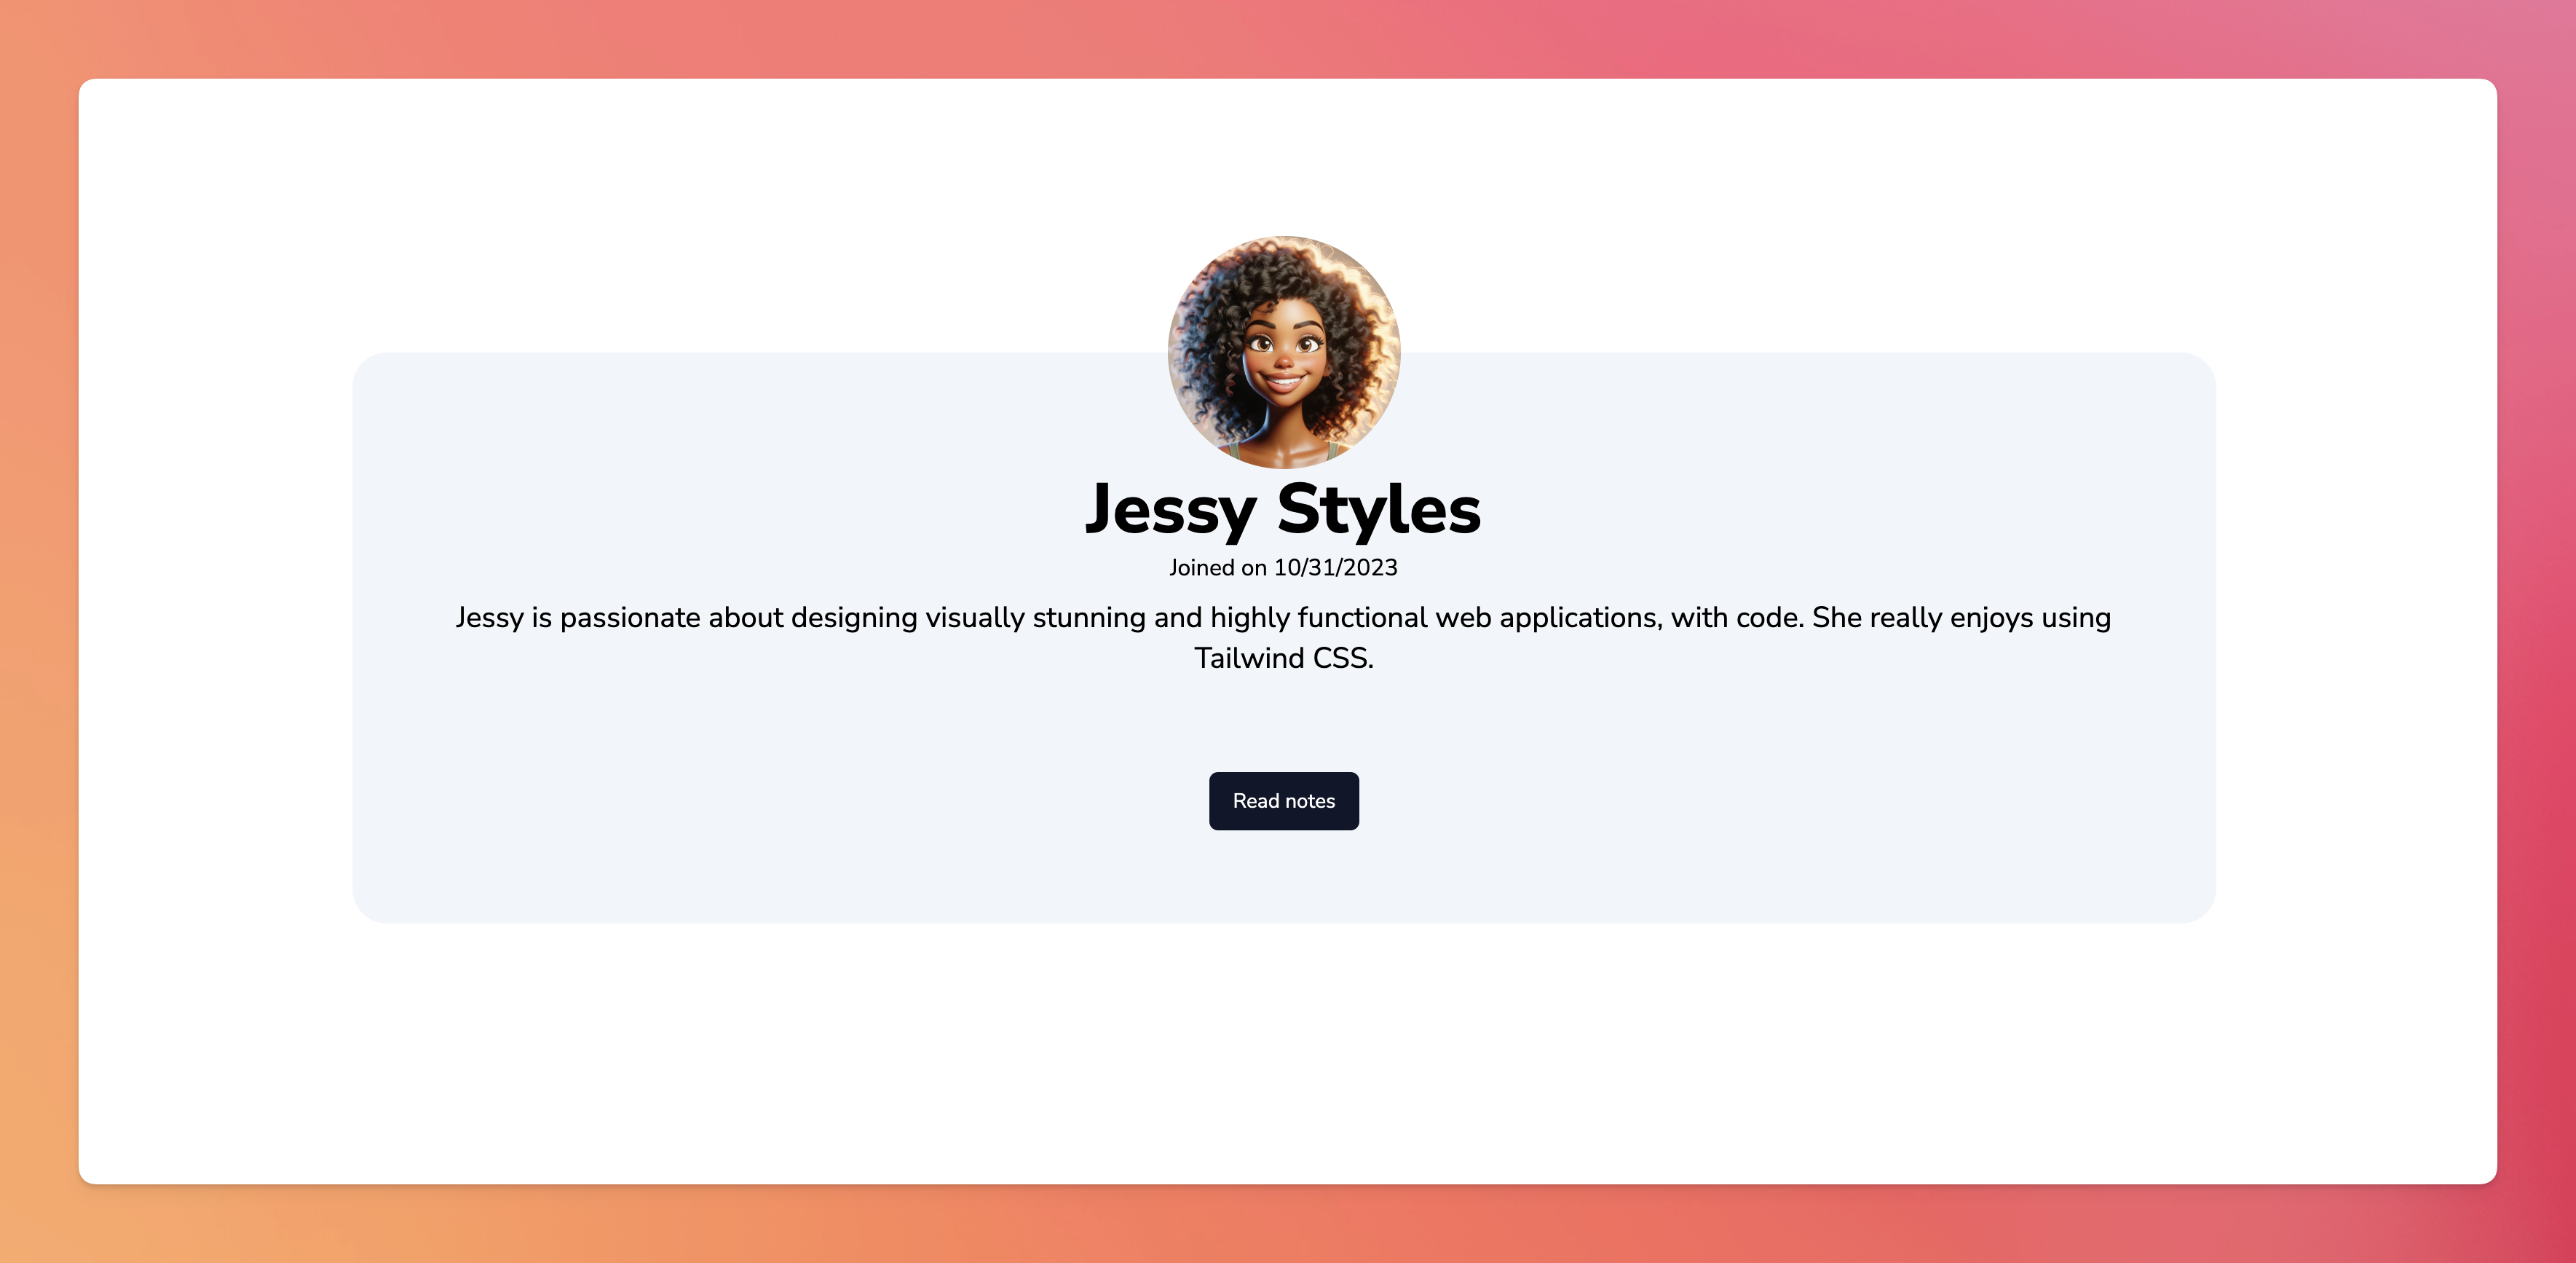 Jessy Styles
Joined on 10/31/2023
Jessy is passionate about designing visually stunning and highly functional web applications, with code. She really enjoys using
Tailwind CSS.
Read notes